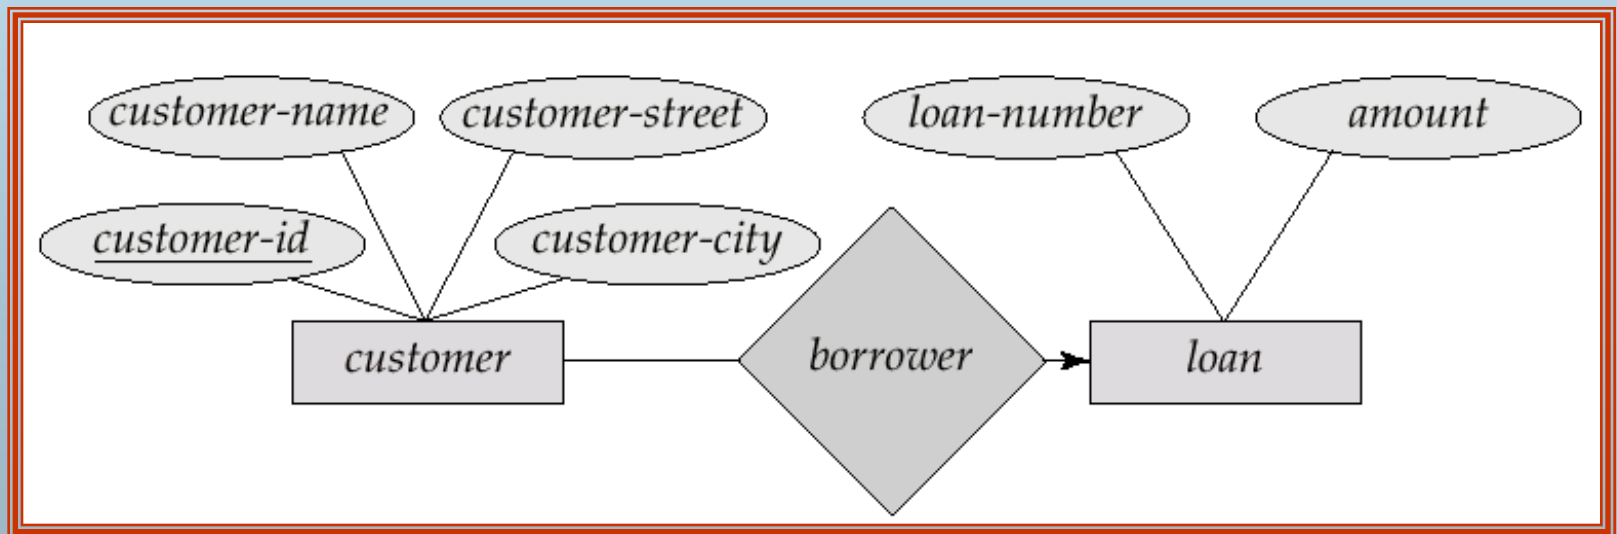 customer-name
customer-street
loan-number
amount
customer-id
customer-city
customer
borrower
loan